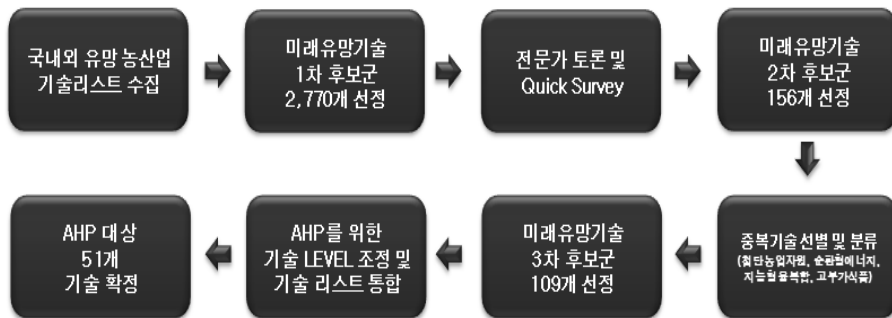 국내외 유망 농산업
기술리스트 수집
미래유망기술
1차 후보군
2,770개 선정
전문가 토론 및
Quick Survey
미래유망기술
2차 후보군
156개 선정
중복기술 선별 및 분류
(첨단농업자원, 순환형에너지,
지능형융복합, 고부가식품)
미래유망기술
3차 후보군
109개 선정
AHP를 위한
기술 LEVEL 조정 및
기술 리스트 통합
AHP 대상
51개
기술 확정